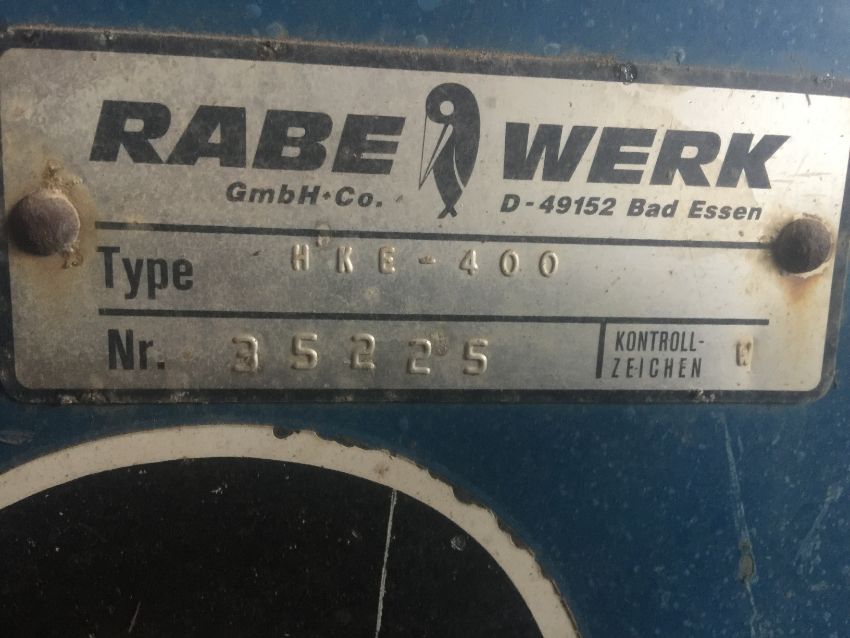 RABE WERK
GmbH+Co. D-49152 Bad Essen
Type HKE-400
Nr. 35225 KONTROLL-
ZEICHEN W